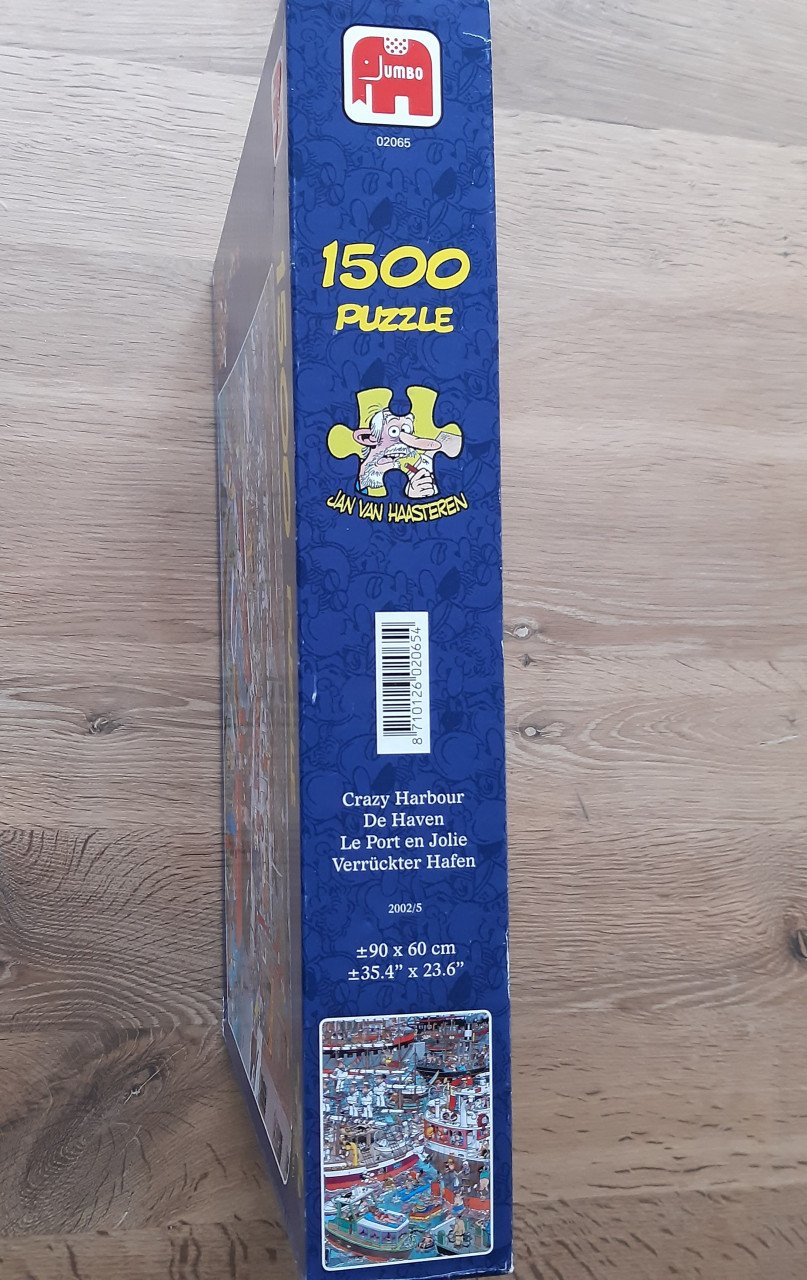 JUMBO
02065
1500
PUZZLE
JAN VAN HAASTEREN
8 710126 020654
Crazy Harbour
De Haven
Le Port en Jolie
Verrückter Hafen
2002/5
±90 x 60 cm
±35.4” x 23.6”